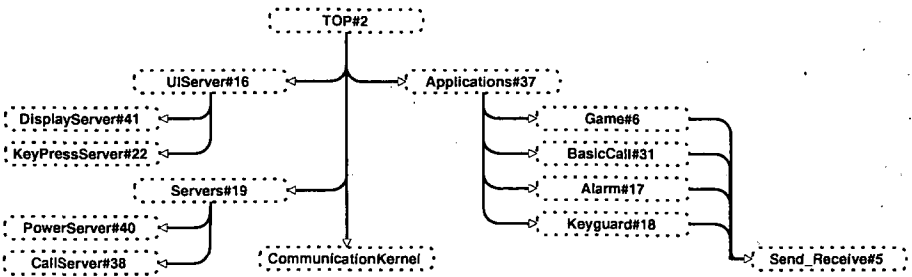 TOP#2
UIServer#16
Applications#37
DisplayServer#41
Game#6
KeyPressServer#22
BasicCall#31
Servers#19
Alarm#17
PowerServer#40
Keyguard#18
CallServer#38
CommunicationKernel
Send_Receive#5